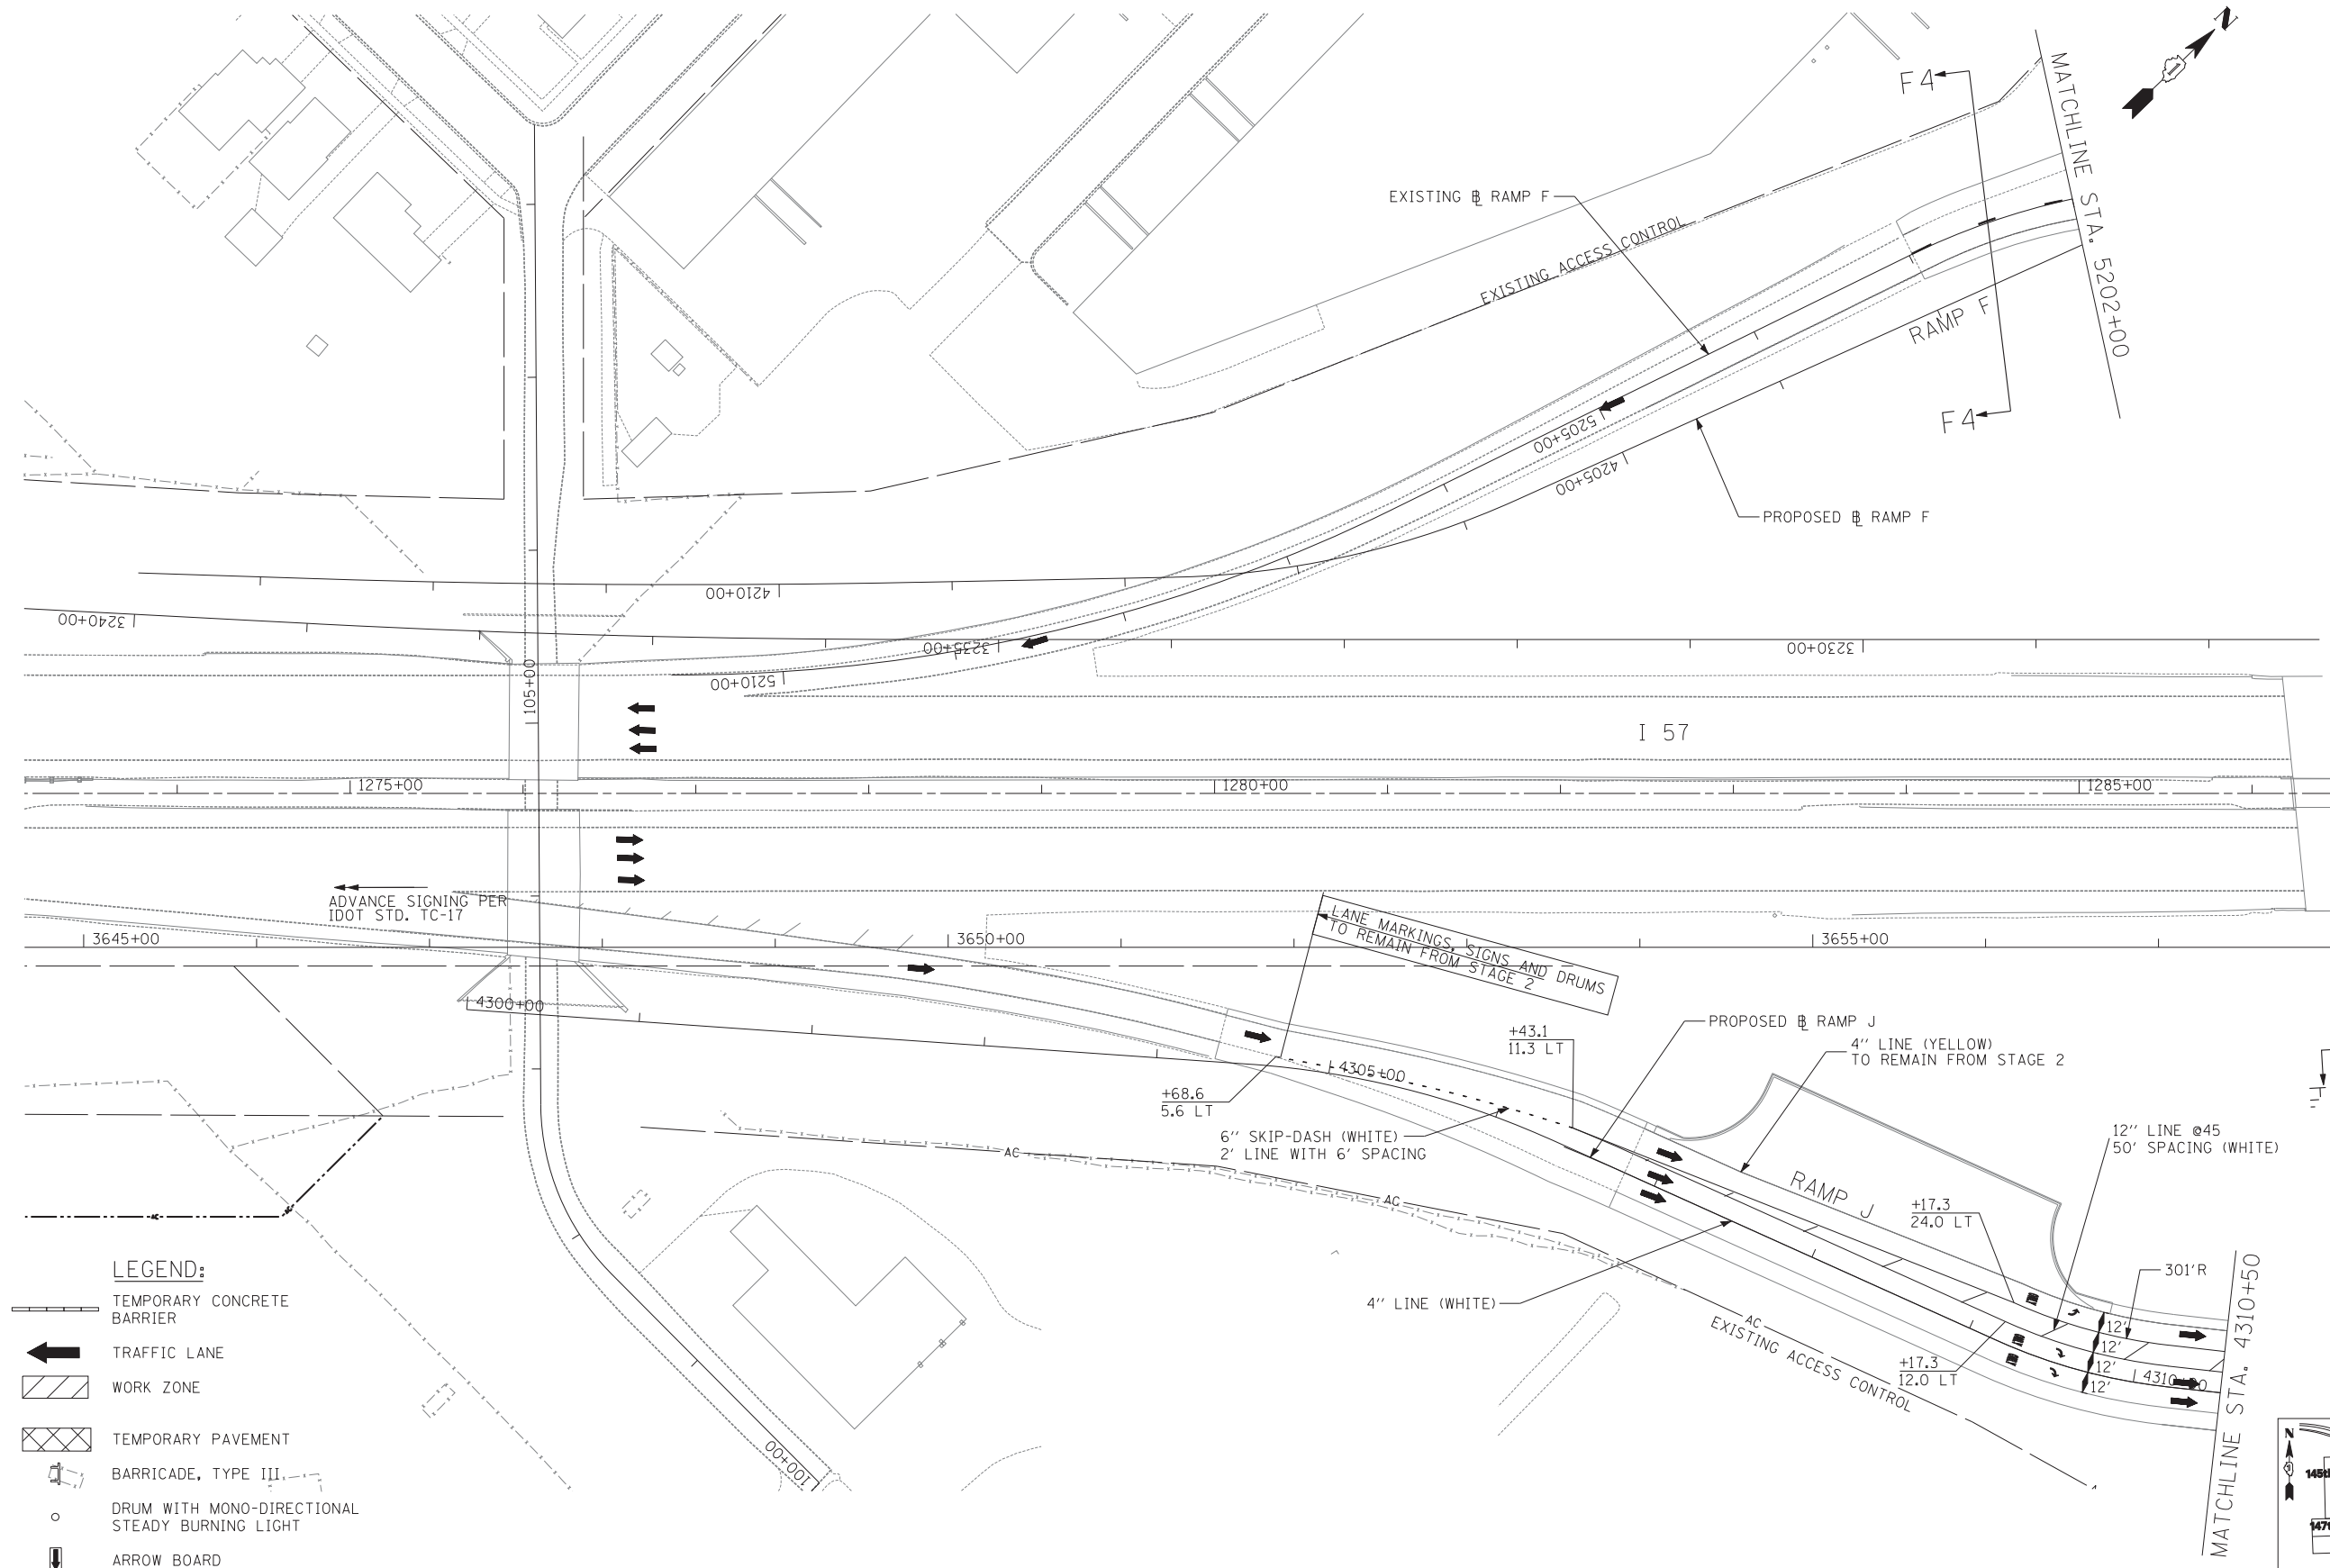 N
1
F4
MATCHLINE STA. 5202+00
EXISTING ℄ RAMP F
EXISTING ACCESS CONTROL
RAMP F
5205+00
4205+00
F4
PROPOSED ℄ RAMP F
4210+00
3240+00
3235+00
3230+00
5210+00
105+00
I 57
1275+00
1280+00
1285+00
ADVANCE SIGNING PER
IDOT STD. TC-17
LANE MARKINGS, SIGNS AND DRUMS
TO REMAIN FROM STAGE 2
3645+00
3650+00
3655+00
4300+00
PROPOSED ℄ RAMP J
+43.1
11.3 LT
4" LINE (YELLOW)
TO REMAIN FROM STAGE 2
4305+00
+68.6
5.6 LT
6" SKIP-DASH (WHITE)
2' LINE WITH 6' SPACING
12" LINE @45
50' SPACING (WHITE)
AC
AC
RAMP J
+17.3
24.0 LT
AC
301'R
4" LINE (WHITE)
AC
EXISTING ACCESS CONTROL
12'
12'
12'
12'
+17.3
12.0 LT
4310+00
MATCHLINE STA. 4310+50
100+00
LEGEND:
TEMPORARY CONCRETE
BARRIER
TRAFFIC LANE
WORK ZONE
TEMPORARY PAVEMENT
BARRICADE, TYPE III
DRUM WITH MONO-DIRECTIONAL
STEADY BURNING LIGHT
ARROW BOARD
N